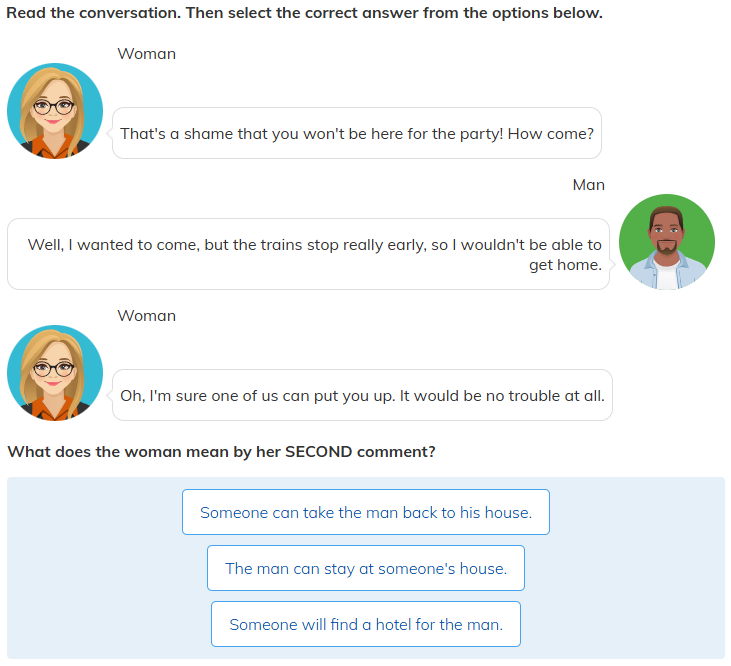 Read the conversation. Then select the correct answer from the options below.
Woman
That's a shame that you won't be here for the party! How come?
Man
Well, I wanted to come, but the trains stop really early, so I wouldn't be able to
get home.
Woman
Oh, I'm sure one of us can put you up. It would be no trouble at all.
What does the woman mean by her SECOND comment?
Someone can take the man back to his house.
The man can stay at someone's house.
Someone will find a hotel for the man.